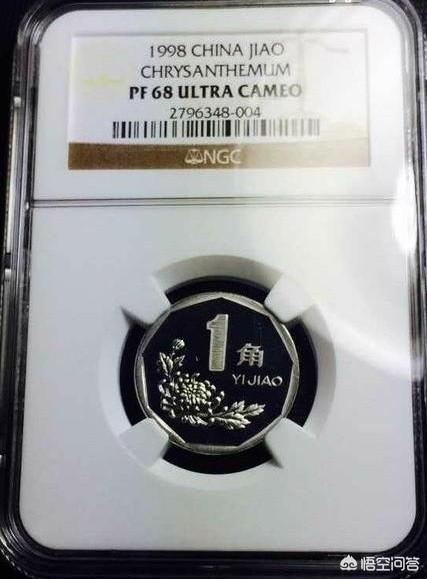 1998 CHINA JIAO
CHRYSANTHEMUM
PF 68 ULTRA CAMEO
2796348-004
NGC
1角
YI JIAO
悟空问答